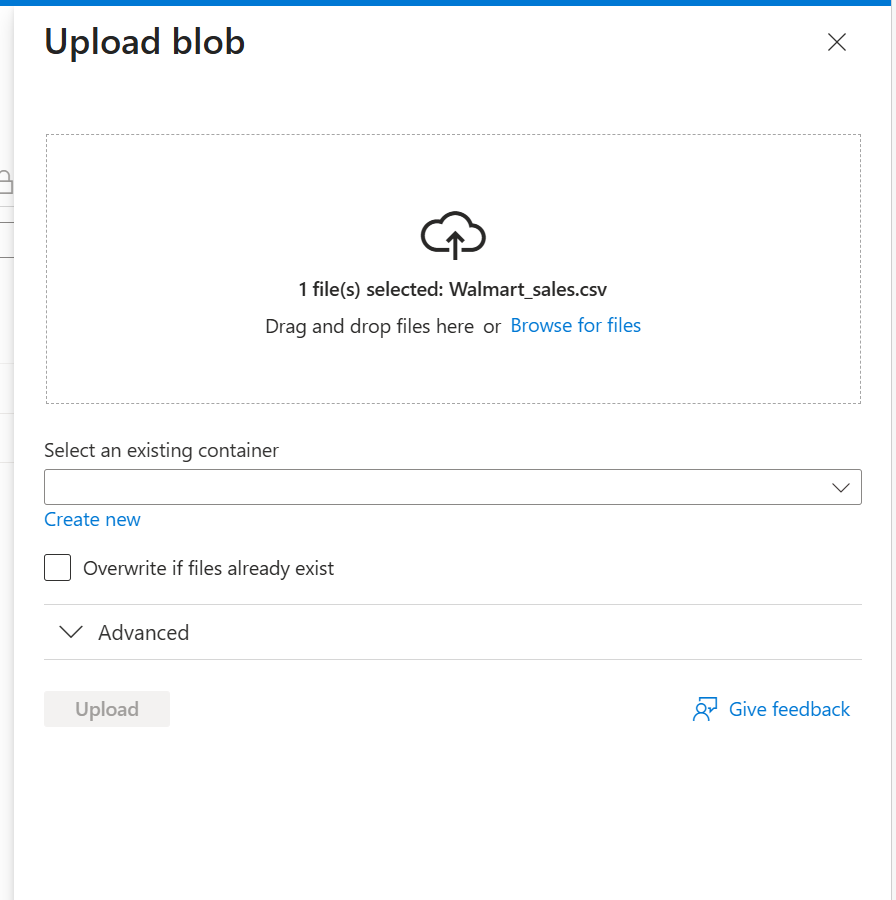 Upload blob
1 file(s) selected: Walmart_sales.csv
Drag and drop files here or Browse for files
Select an existing container
Create new
Overwrite if files already exist
Advanced
Upload
Give feedback